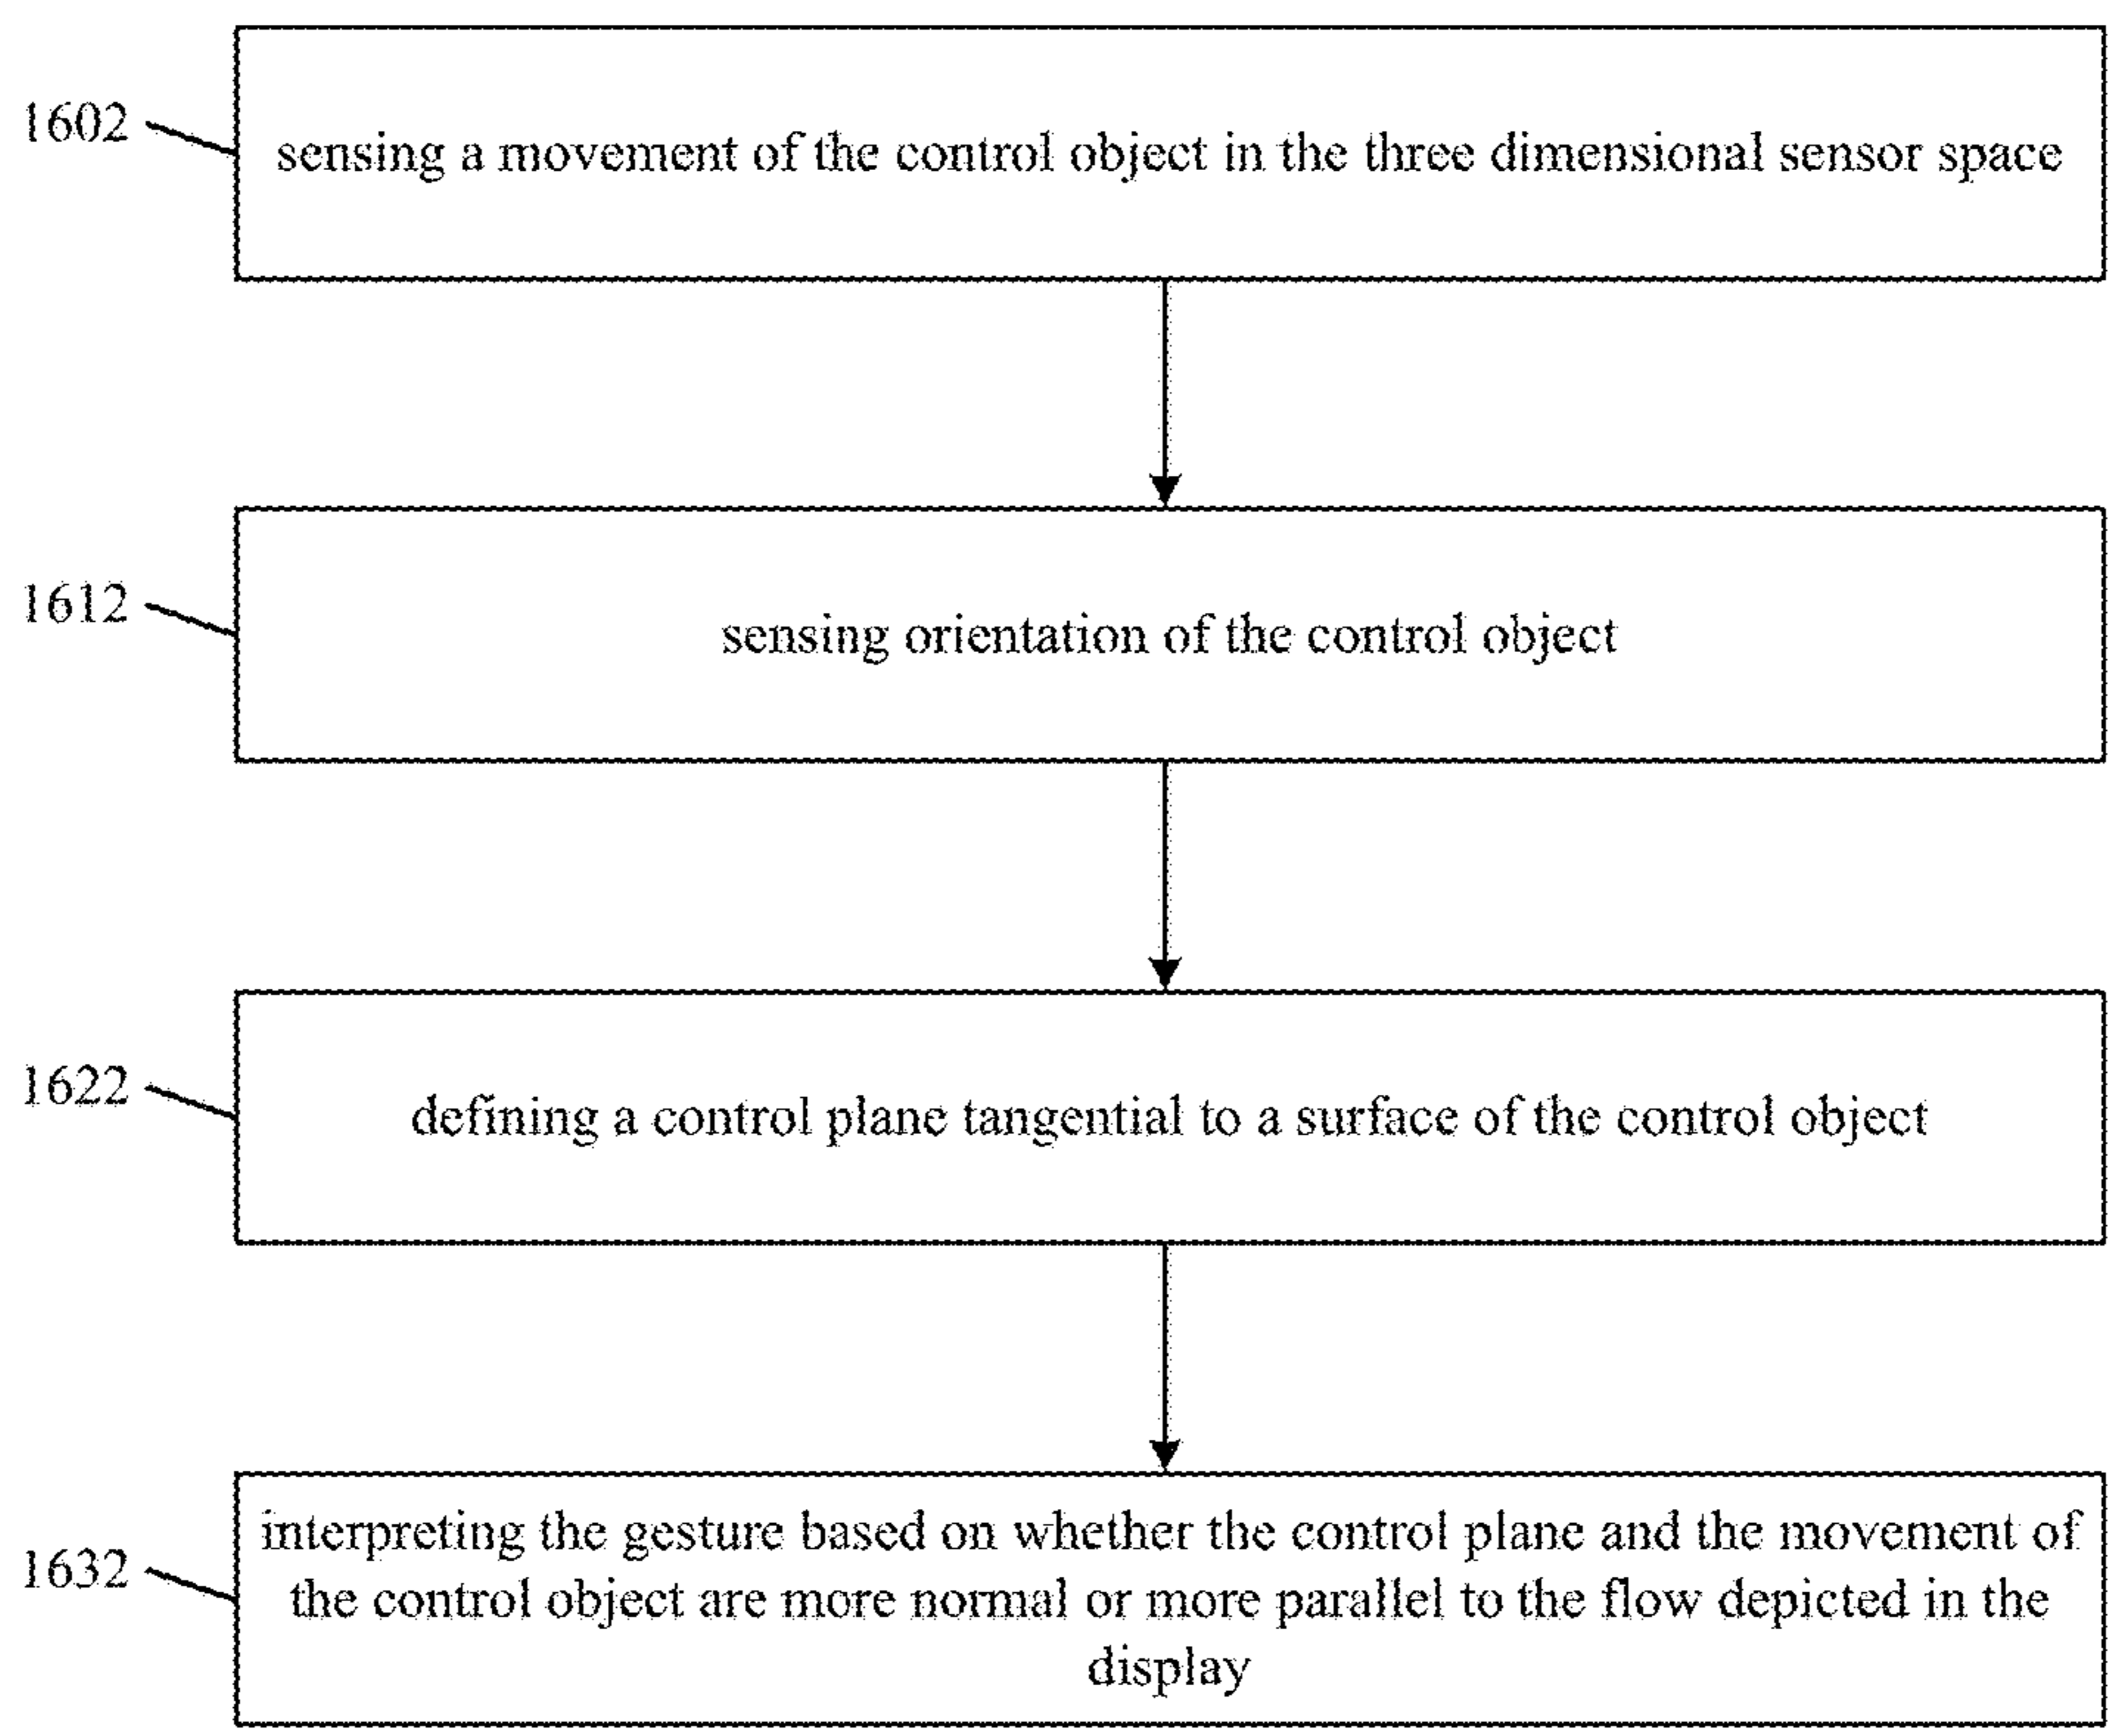 1602
sensing a movement of the control object in the three dimensional sensor space
1612
sensing orientation of the control object
1622
defining a control plane tangential to a surface of the control object
1632
interpreting the gesture based on whether the control plane and the movement of
the control object are more normal or more parallel to the flow depicted in the
display